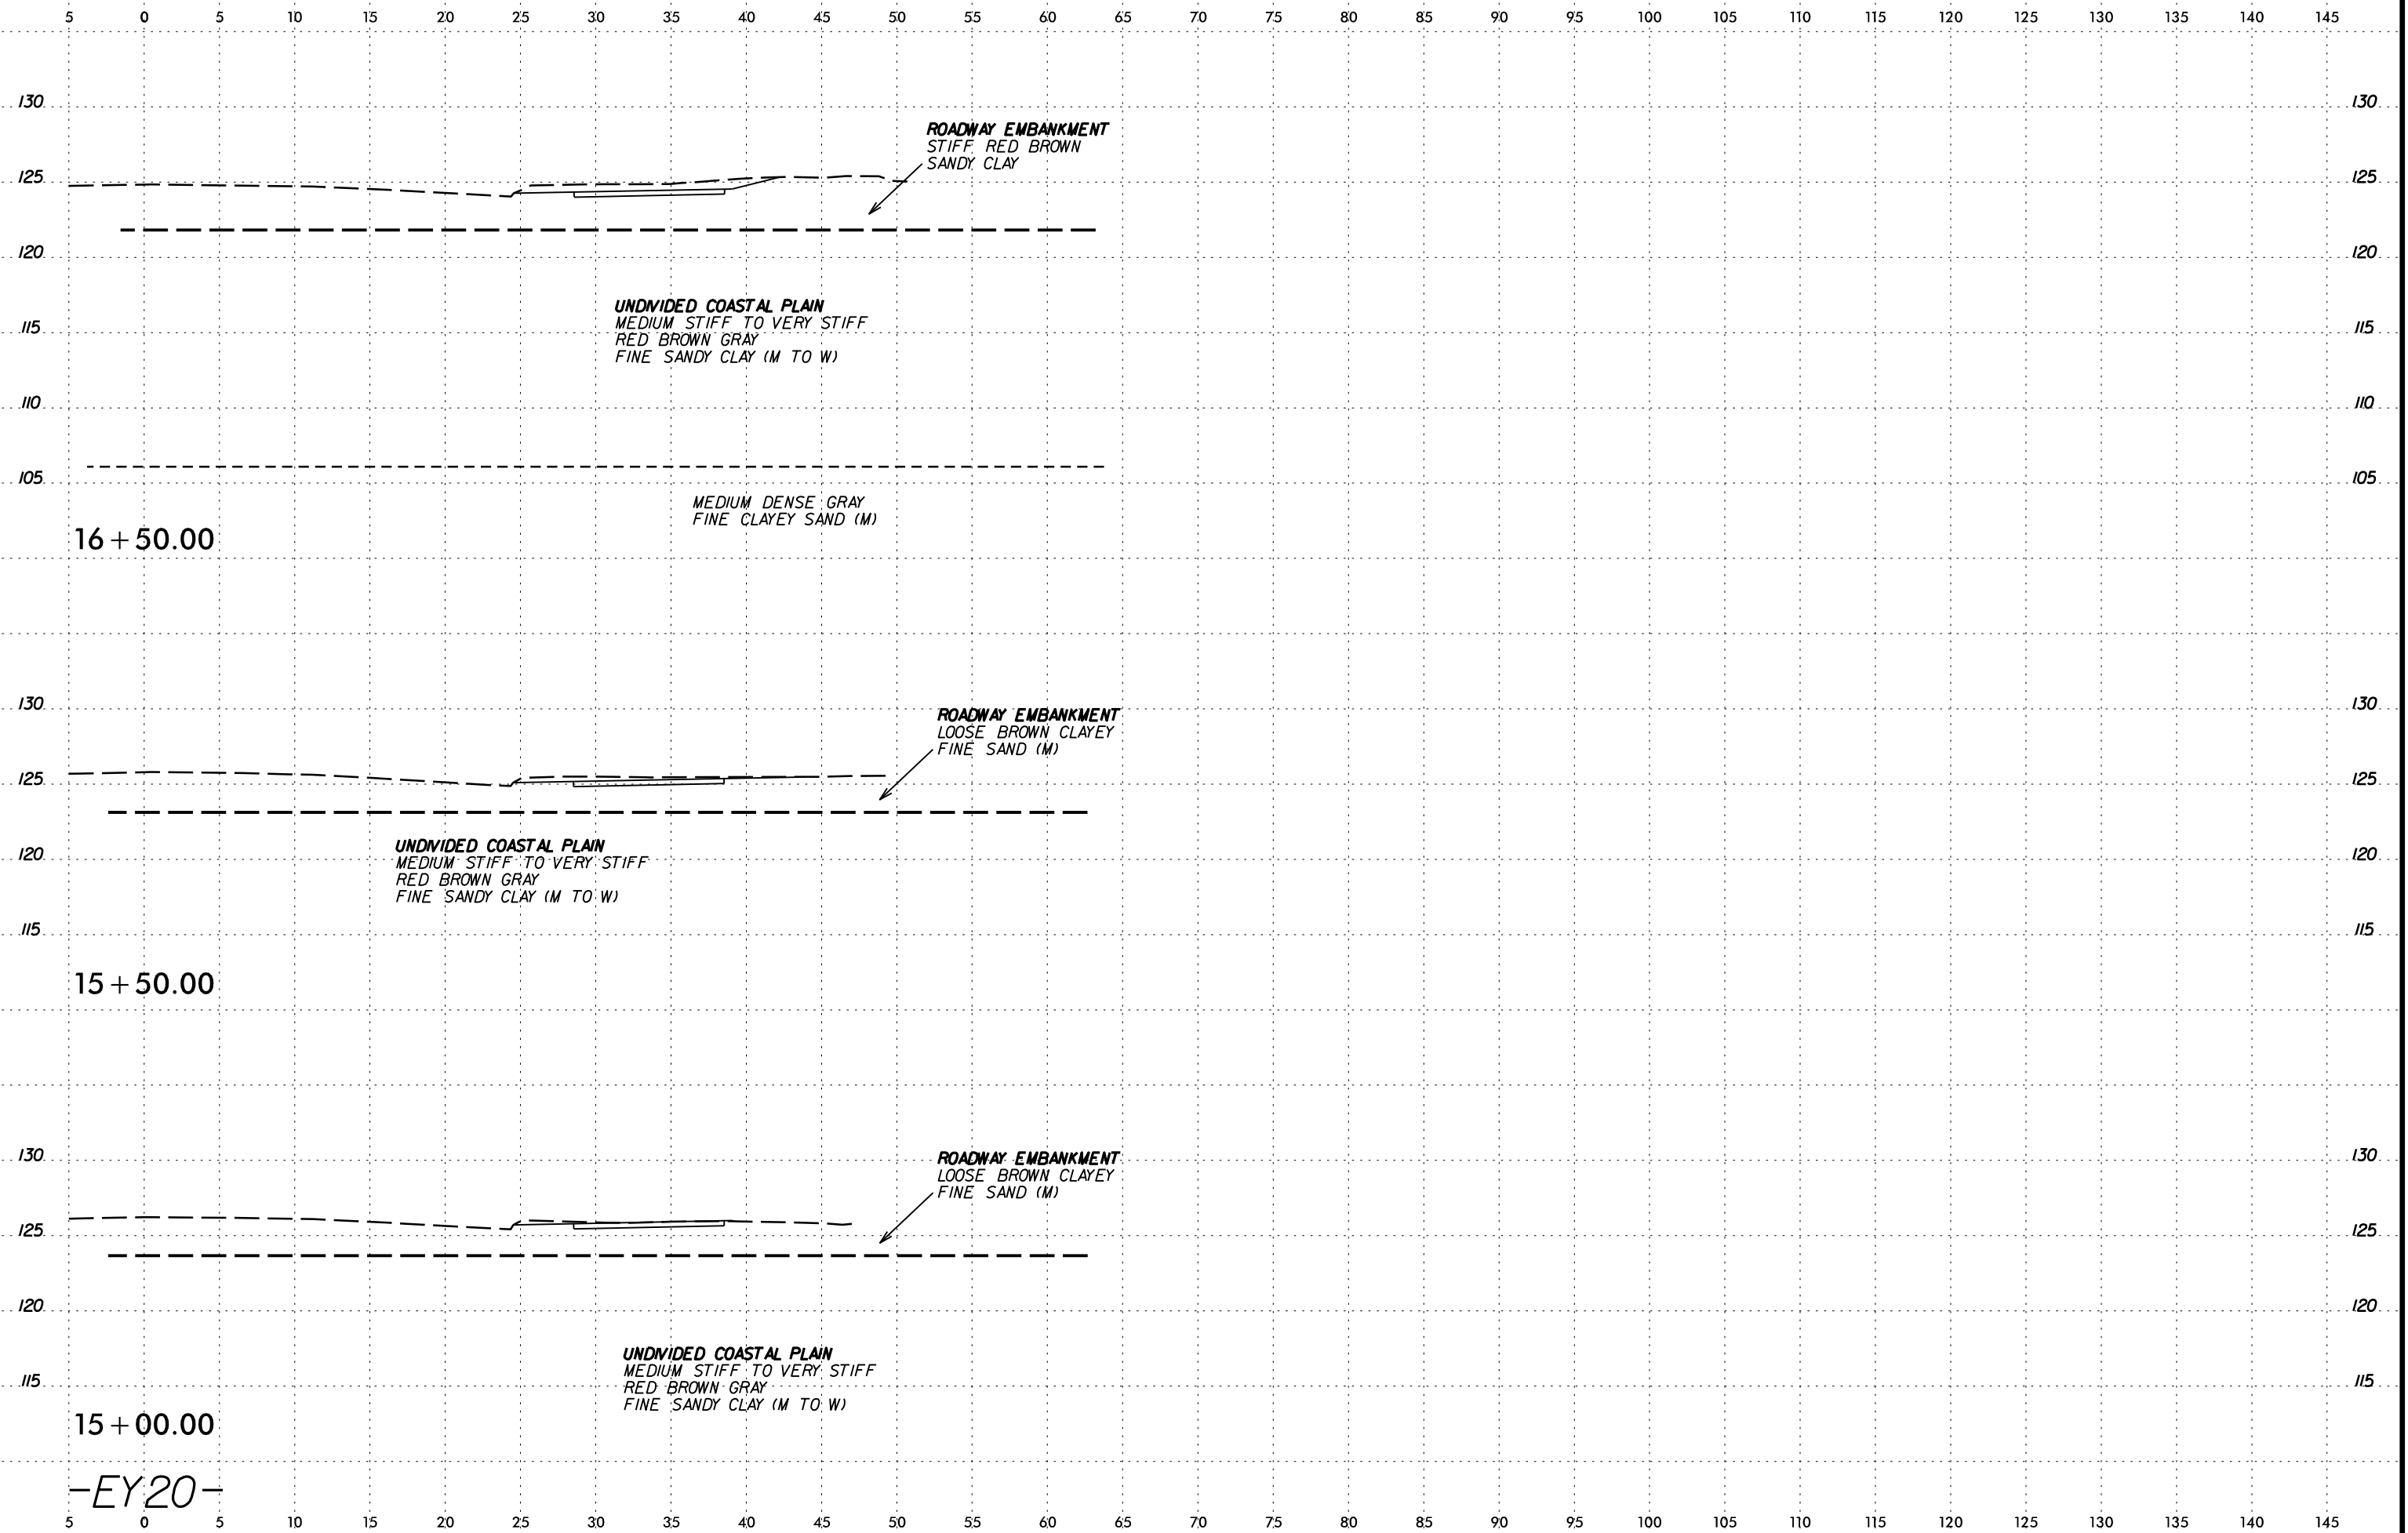 5 0 5 10 15 20 25 30 35 40 45 50 55 60 65 70 75 80 85 90 95 100 105 110 115 120 125 130 135 140 145
130 130
ROADWAY EMBANKMENT
STIFF RED BROWN
SANDY CLAY
125 125
120 120
UNDIVIDED COASTAL PLAIN
MEDIUM STIFF TO VERY STIFF
RED BROWN GRAY
FINE SANDY CLAY (M TO W)
115 115
110 110
105 105
MEDIUM DENSE GRAY
FINE CLAYEY SAND (M)
16+50.00
130 130
ROADWAY EMBANKMENT
LOOSE BROWN CLAYEY
FINE SAND (M)
125 125
UNDIVIDED COASTAL PLAIN
MEDIUM STIFF TO VERY STIFF
RED BROWN GRAY
FINE SANDY CLAY (M TO W)
120 120
115 115
15+50.00
130 130
ROADWAY EMBANKMENT
LOOSE BROWN CLAYEY
FINE SAND (M)
125 125
120 120
UNDIVIDED COASTAL PLAIN
MEDIUM STIFF TO VERY STIFF
RED BROWN GRAY
FINE SANDY CLAY (M TO W)
115 115
15+00.00
-EY20-
5 0 5 10 15 20 25 30 35 40 45 50 55 60 65 70 75 80 85 90 95 100 105 110 115 120 125 130 135 140 145